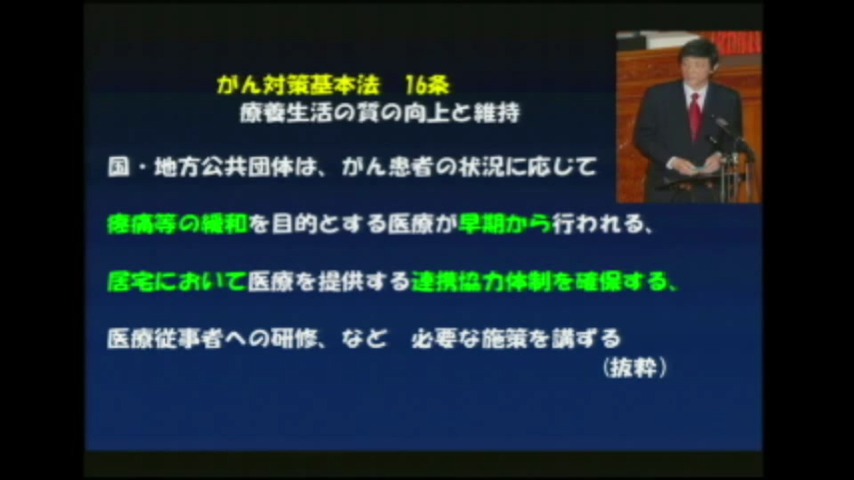 がん対策基本法　16条
療養生活の質の向上と維持
国・地方公共団体は、がん患者の状況に応じて
疼痛等の緩和を目的とする医療が早期から行われる、
居宅において医療を提供する連携協力体制を確保する、
医療従事者への研修、など　必要な施策を講ずる
(抜粋)